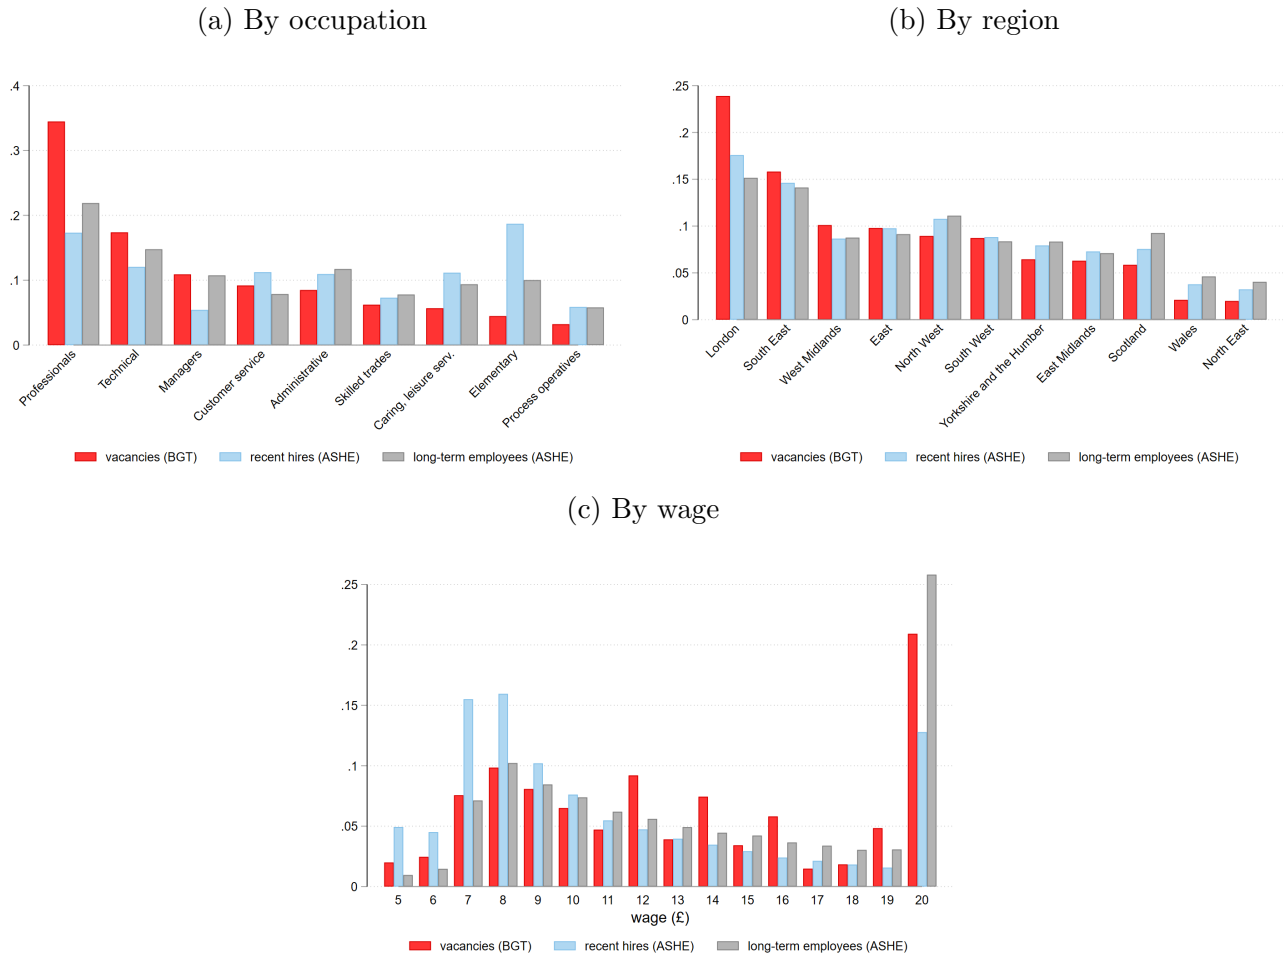 (a) By occupation
.4
.3
.2
.1
0
Professionals
Technical
Managers
Customer service
Administrative
Skilled trades
Caring, leisure serv.
Elementary
Process operatives
vacancies (BGT) recent hires (ASHE) long-term employees (ASHE)
(b) By region
.25
.2
.15
.1
.05
0
London
South East
West Midlands
East
North West
South West
Yorkshire and the Humber
East Midlands
Scotland
Wales
North East
vacancies (BGT) recent hires (ASHE) long-term employees (ASHE)
(c) By wage
.25
.2
.15
.1
.05
0
5 6 7 8 9 10 11 12 13 14 15 16 17 18 19 20
wage (£)
vacancies (BGT) recent hires (ASHE) long-term employees (ASHE)